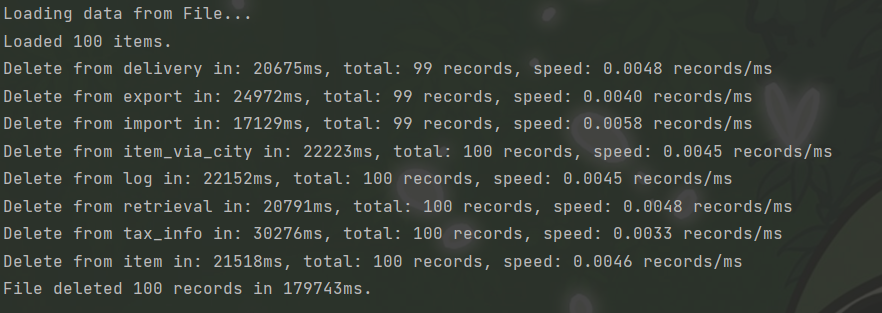 Loading data from File...
Loaded 100 items.
Delete from delivery in: 20675ms, total: 99 records, speed: 0.0048 records/ms
Delete from export in: 24972ms, total: 99 records, speed: 0.0040 records/ms
Delete from import in: 17129ms, total: 99 records, speed: 0.0058 records/ms
Delete from item_via_city in: 22223ms, total: 100 records, speed: 0.0045 records/ms
Delete from log in: 22152ms, total: 100 records, speed: 0.0045 records/ms
Delete from retrieval in: 20791ms, total: 100 records, speed: 0.0048 records/ms
Delete from tax_info in: 30276ms, total: 100 records, speed: 0.0033 records/ms
Delete from item in: 21518ms, total: 100 records, speed: 0.0046 records/ms
File deleted 100 records in 179743ms.